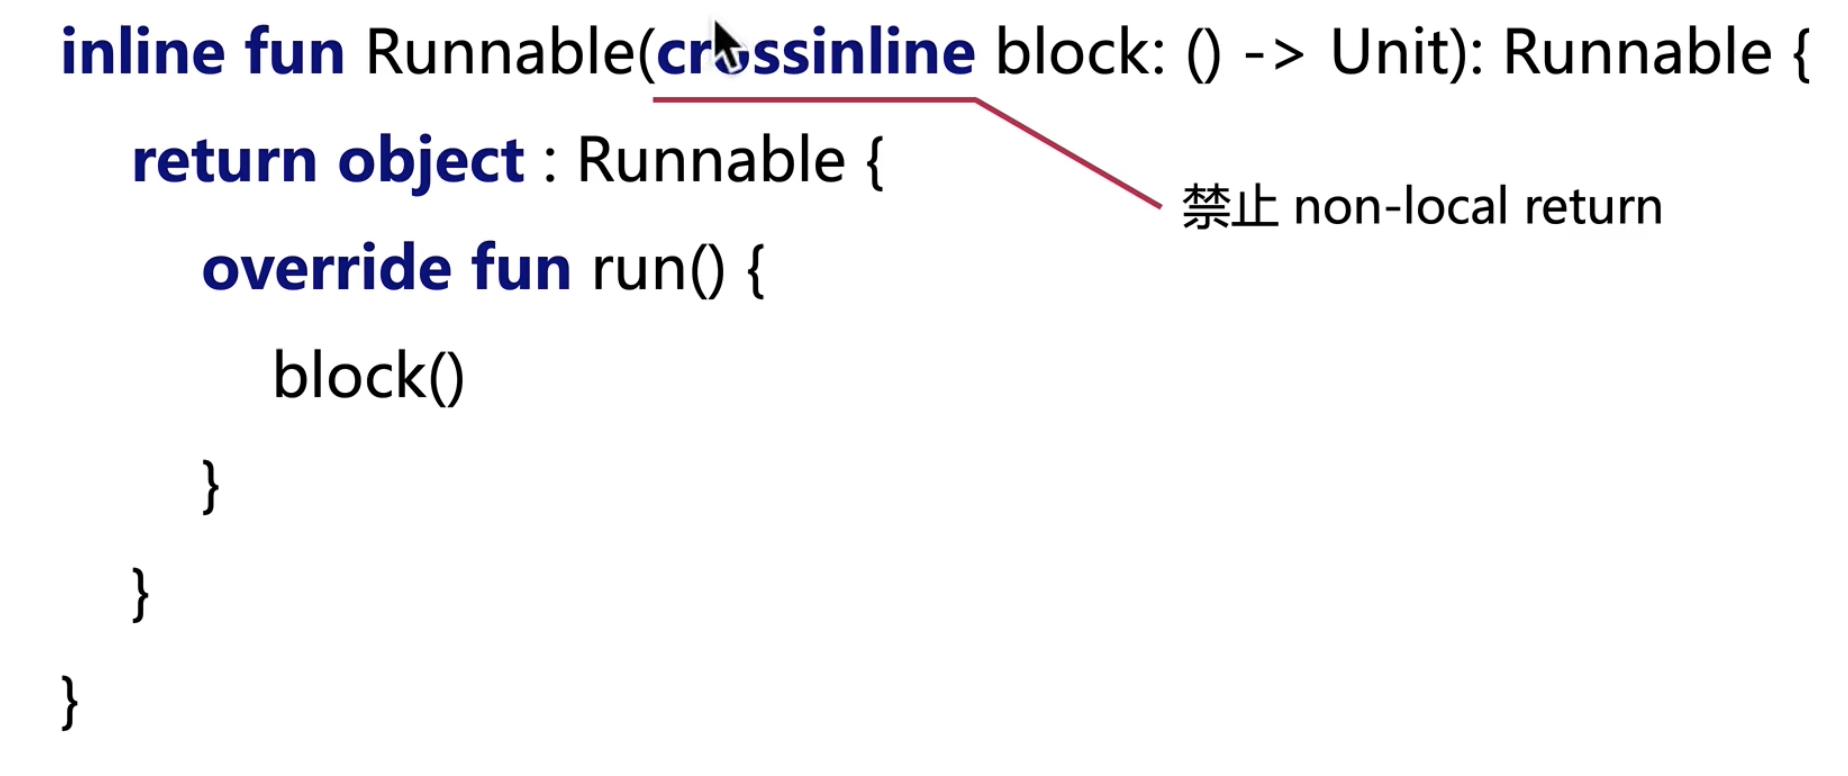 inline fun Runnable(crossinline block: () -> Unit): Runnable {
return object : Runnable {
禁止 non-local return
override fun run() {
block()
}
}
}